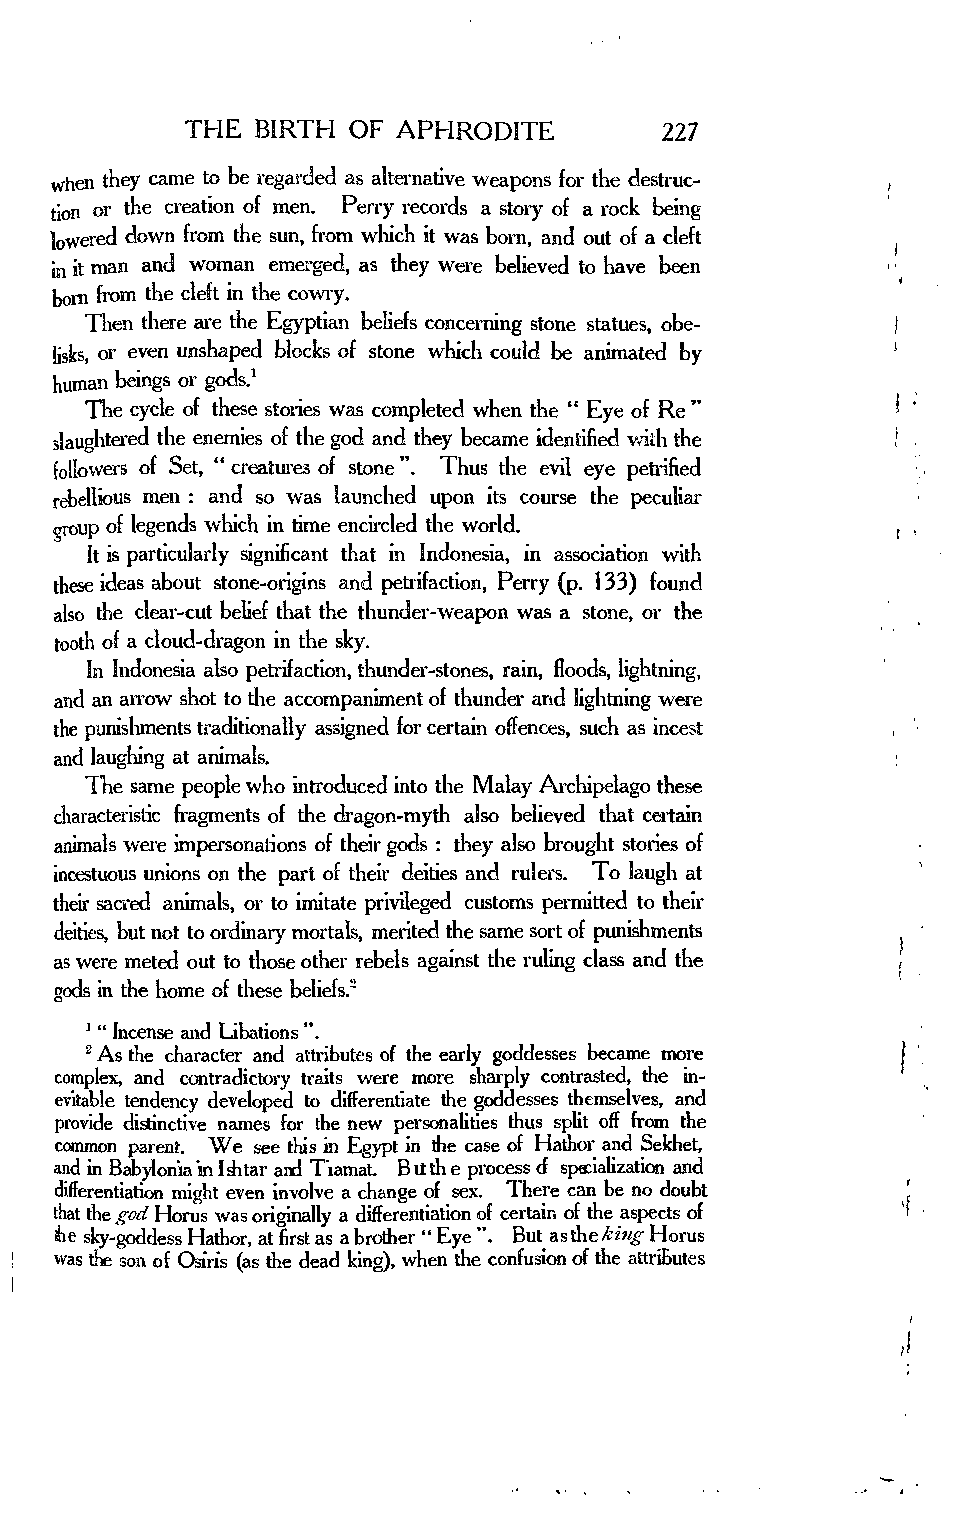 THE BIRTH OF APHRODITE 227
when they came to be regarded as alternative weapons for the destruc-
tion or the creation of men. Perry records a story of a rock being
lowered down from the sun, from which it was born, and out of a cleft
in it man and woman emerged, as they were believed to have been
born from the cleft in the cowry.
Then there are the Egyptian beliefs concerning stone statues, obe-
lisks, or even unshaped blocks of stone which could be animated by
human beings or gods.¹
The cycle of these stories was completed when the “ Eye of Re ”
slaughtered the enemies of the god and they became identified with the
followers of Set, “ creatures of stone ”. Thus the evil eye petrified
rebellious men : and so was launched upon its course the peculiar
group of legends which in time encircled the world.
It is particularly significant that in Indonesia, in association with
these ideas about stone-origins and petrifaction, Perry (p. 133) found
also the clear-cut belief that the thunder-weapon was a stone, or the
tooth of a cloud-dragon in the sky.
In Indonesia also petrifaction, thunder-stones, rain, floods, lightning,
and an arrow shot to the accompaniment of thunder and lightning were
the punishments traditionally assigned for certain offences, such as incest
and laughing at animals.
The same people who introduced into the Malay Archipelago these
characteristic fragments of the dragon-myth also believed that certain
animals were impersonations of their gods : they also brought stories of
incestuous unions on the part of their deities and rulers. To laugh at
their sacred animals, or to imitate privileged customs permitted to their
deities, but not to ordinary mortals, merited the same sort of punishments
as were meted out to those other rebels against the ruling class and the
gods in the home of these beliefs.²
¹ “ Incense and Libations ”.
² As the character and attributes of the early goddesses became more
complex, and contradictory traits were more sharply contrasted, the in-
evitable tendency developed to differentiate the goddesses themselves, and
provide distinctive names for the new personalities thus split off from the
common parent. We see this in Egypt in the case of Hathor and Sekhet,
and in Babylonia in Ishtar and Tiamat. But the process of specialization and
differentiation might even involve a change of sex. There can be no doubt
that the god Horus was originally a differentiation of certain of the aspects of
the sky-goddess Hathor, at first as a brother “ Eye ”. But as the king Horus
was the son of Osiris (as the dead king), when the confusion of the attributes